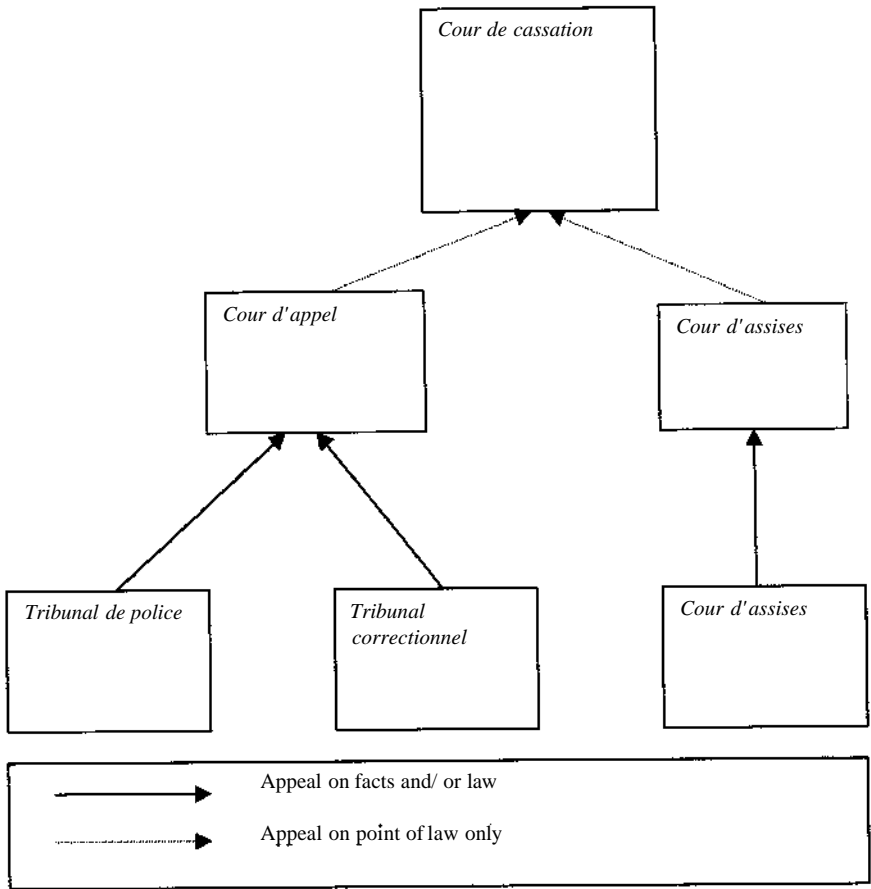 Cour de cassation
Cour d'appel
Cour d'assises
Tribunal de police
Tribunal
correctionnel
Cour d'assises
Appeal on facts and/ or law
Appeal on point of law only